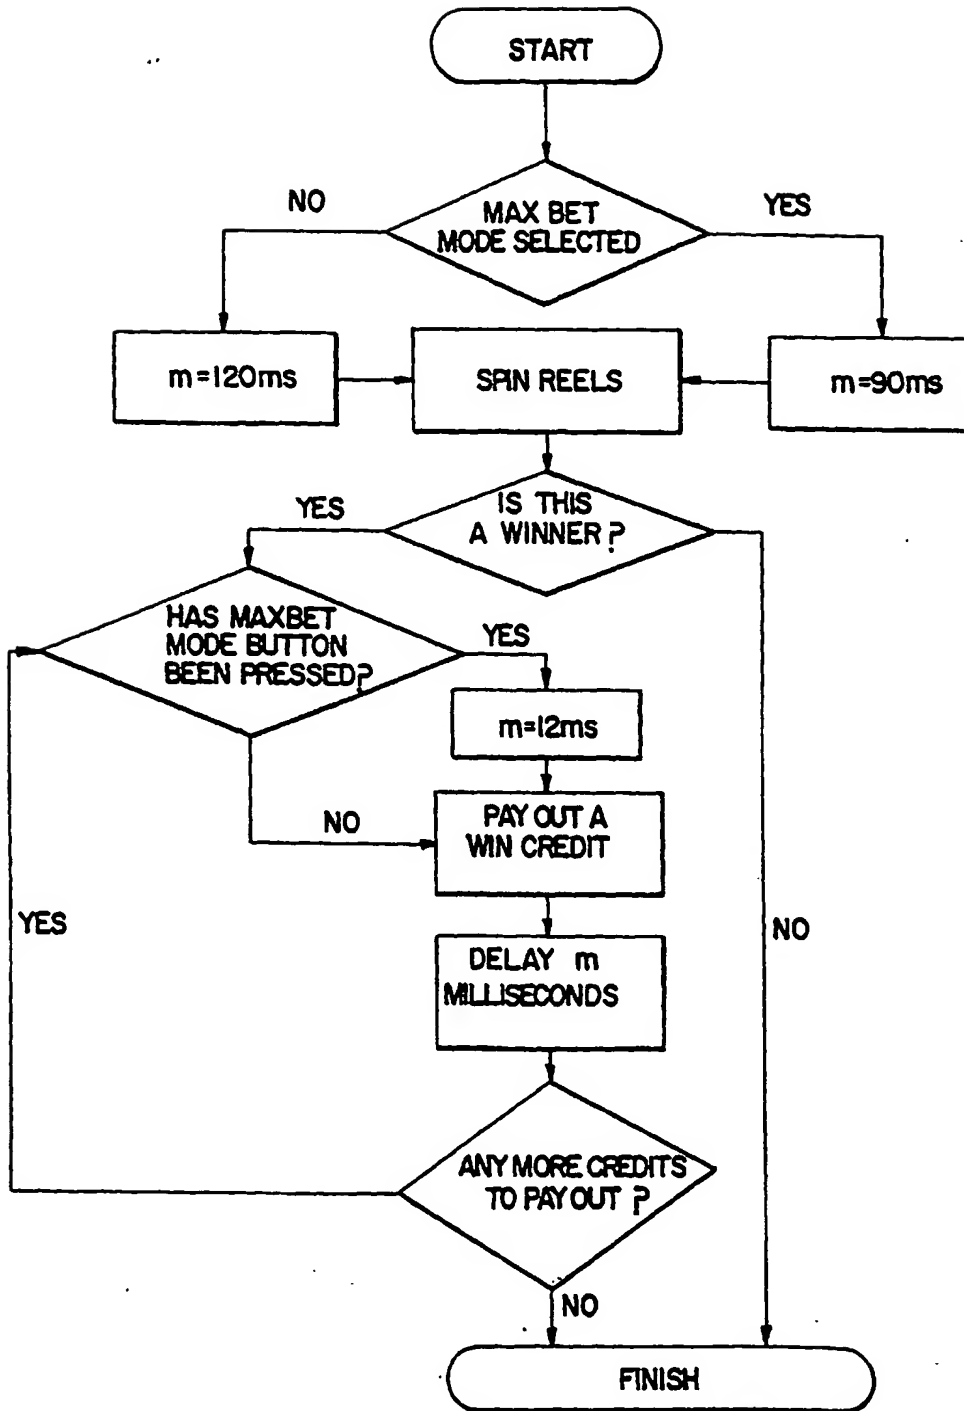 START
NO
YES
MAX BET
MODE SELECTED
m=120ms
SPIN REELS
m=90ms
YES
IS THIS
A WINNER?
HAS MAXBET
MODE BUTTON
BEEN PRESSED?
YES
m=12ms
NO
PAY OUT A
WIN CREDIT
YES
NO
DELAY m
MILLISECONDS
ANY MORE CREDITS
TO PAY OUT ?
NO
FINISH